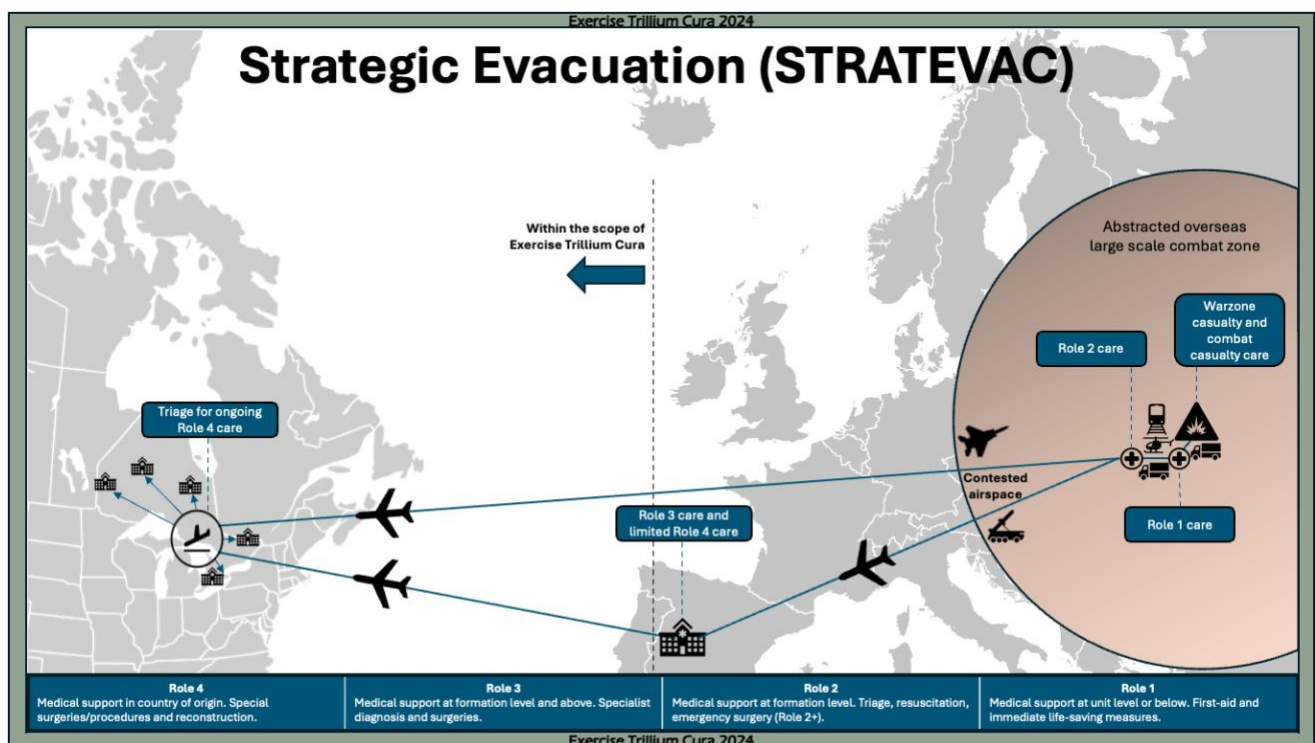 Exercise Trillium Cura 2024
Strategic Evacuation (STRATEVAC)
Within the scope of
Exercise Trillium Cura
Abstracted overseas
large scale combat zone
Warzone
casualty and
combat
casualty care
Role 2 care
Triage for ongoing
Role 4 care
Contested
airspace
Role 3 care and
limited Role 4 care
Role 1 care
Role 4
Medical support in country of origin. Special
surgeries/procedures and reconstruction.
Role 3
Medical support at formation level and above. Specialist
diagnosis and surgeries.
Role 2
Medical support at formation level. Triage, resuscitation,
emergency surgery (Role 2+).
Role 1
Medical support at unit level or below. First-aid and
immediate life-saving measures.
Exercise Trillium Cura 2024